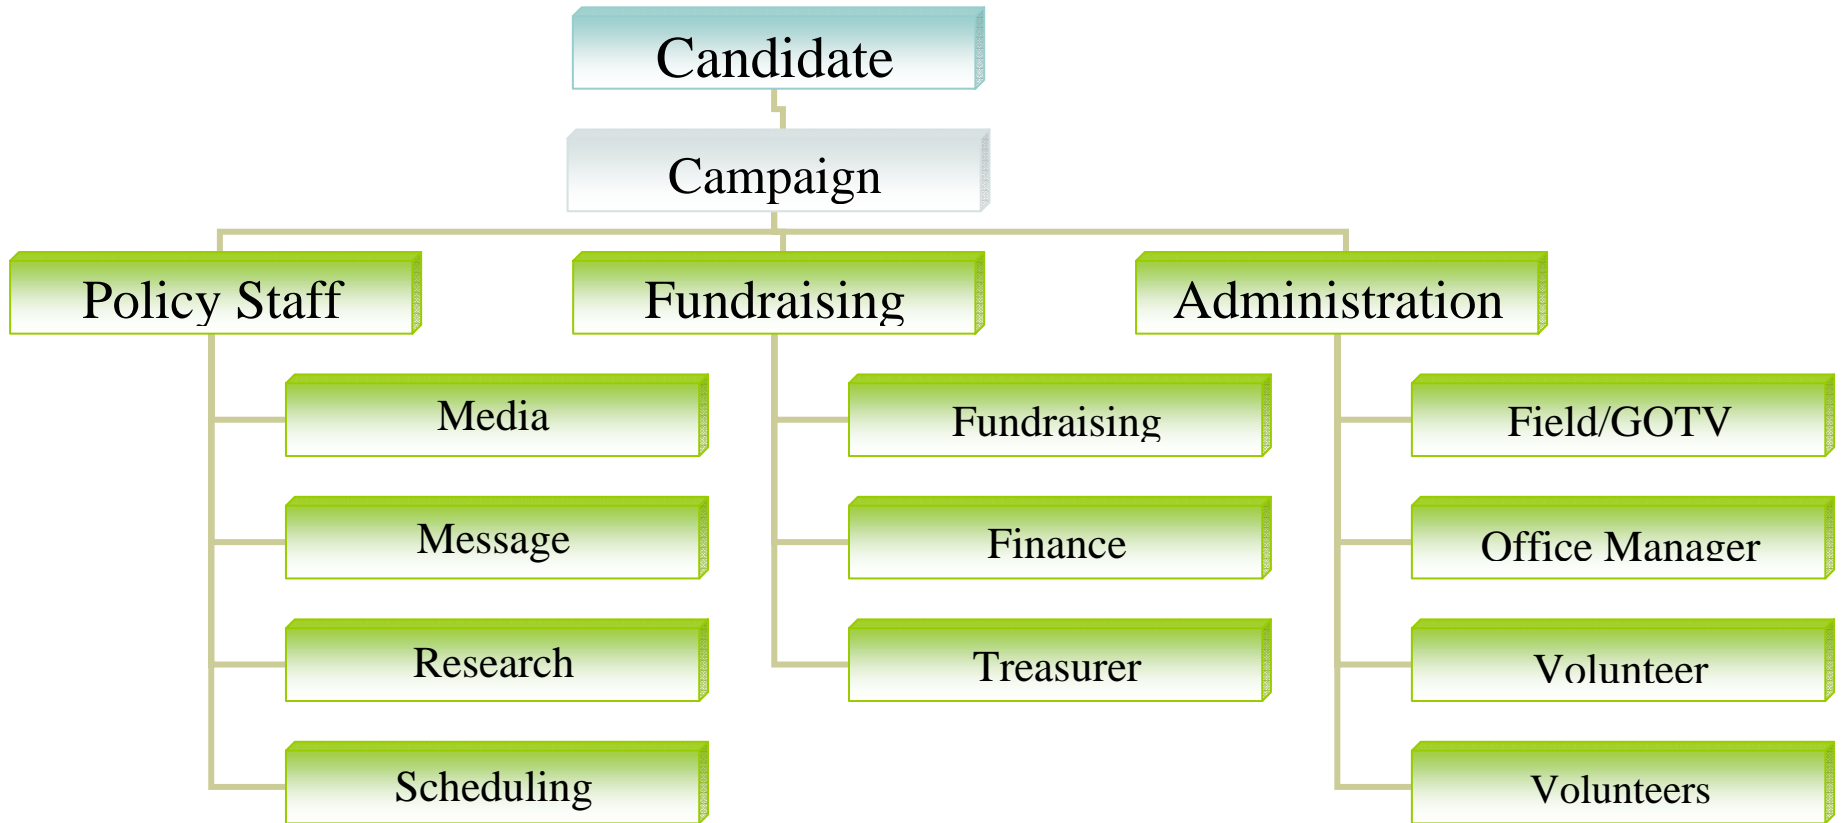 Candidate
Campaign
Policy Staff
Fundraising
Administration
Media
Fundraising
Field/GOTV
Message
Finance
Office Manager
Research
Treasurer
Volunteer
Scheduling
Volunteers